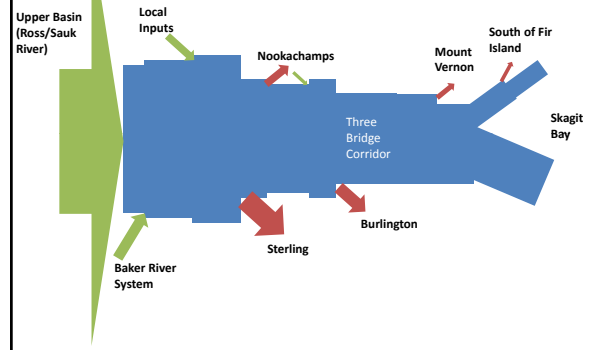 Upper Basin
(Ross/Sauk
River)
Local
Inputs
Nookachamps
Mount
Vernon
South of Fir
Island
Skagit
Bay
Three
Bridge
Corridor
Burlington
Sterling
Baker River
System